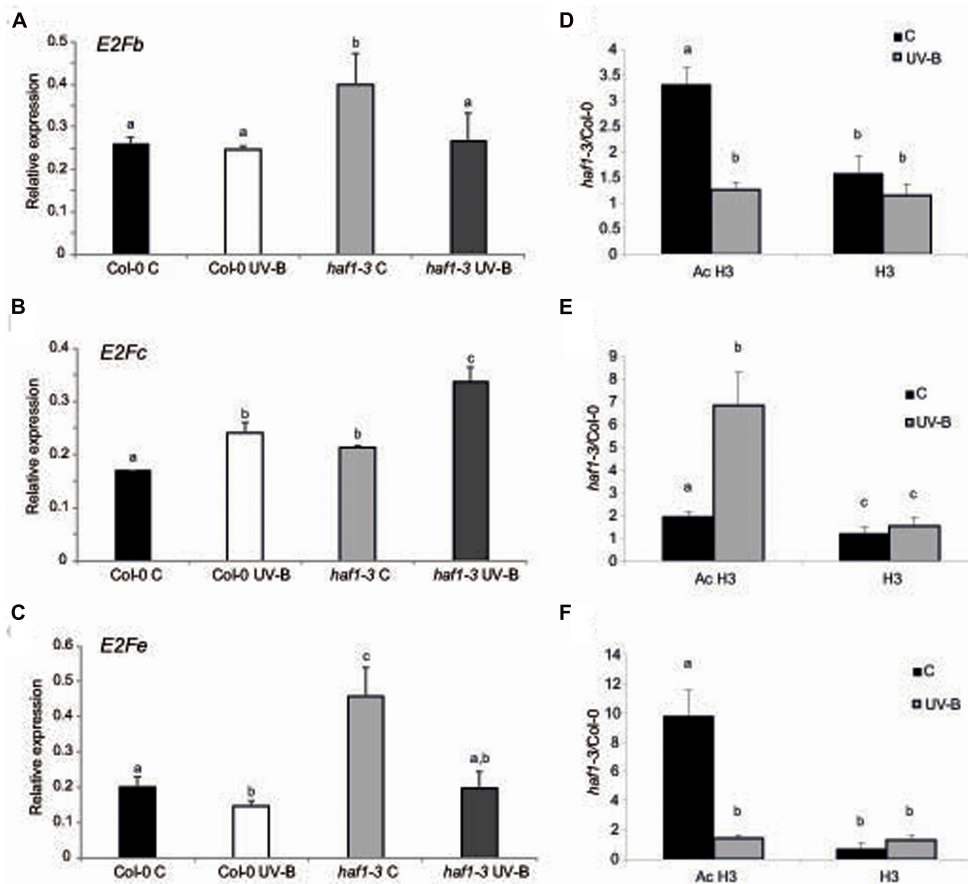 A
E2Fb
Relative expression
0.5
0.4
0.3
0.2
0.1
0
a
a
b
a
Col-0 C
Col-0 UV-B
haf1-3 C
haf1-3 UV-B
D
haf1-3/Col-0
4
3.5
3
2.5
2
1.5
1
0.5
0
a
b
b
b
C
UV-B
Ac H3
H3
B
E2Fc
Relative expression
0.4
0.3
0.2
0.1
0
a
b
b
c
Col-0 C
Col-0 UV-B
haf1-3 C
haf1-3 UV-B
E
haf1-3/Col-0
9
8
7
6
5
4
3
2
1
0
a
b
c
c
C
UV-B
Ac H3
H3
C
E2Fe
Relative expression
0.6
0.5
0.4
0.3
0.2
0.1
0
a
b
c
a,b
Col-0 C
Col-0 UV-B
haf1-3 C
haf1-3 UV-B
F
haf1-3/Col-0
14
12
10
8
6
4
2
0
a
b
b
b
C
UV-B
Ac H3
H3